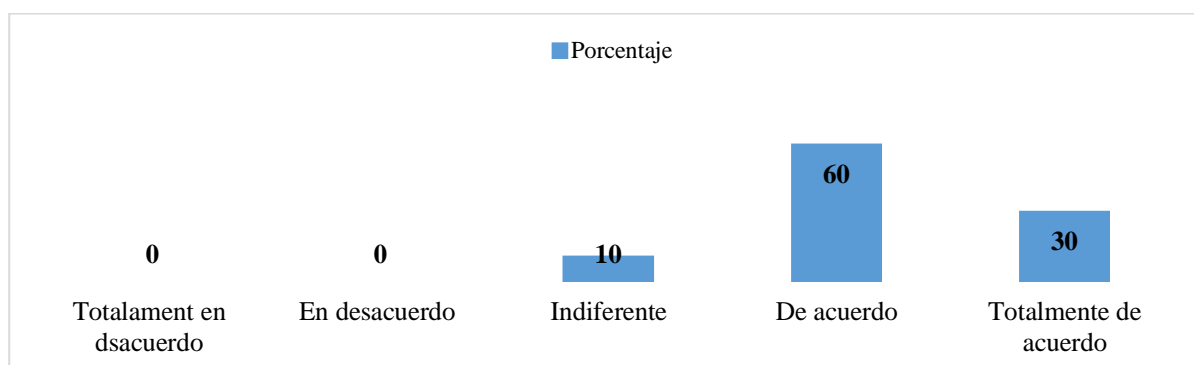 Porcentaje
60
0
0
10
30
Totalament en
dsacuerdo
En desacuerdo
Indiferente
De acuerdo
Totalmente de
acuerdo